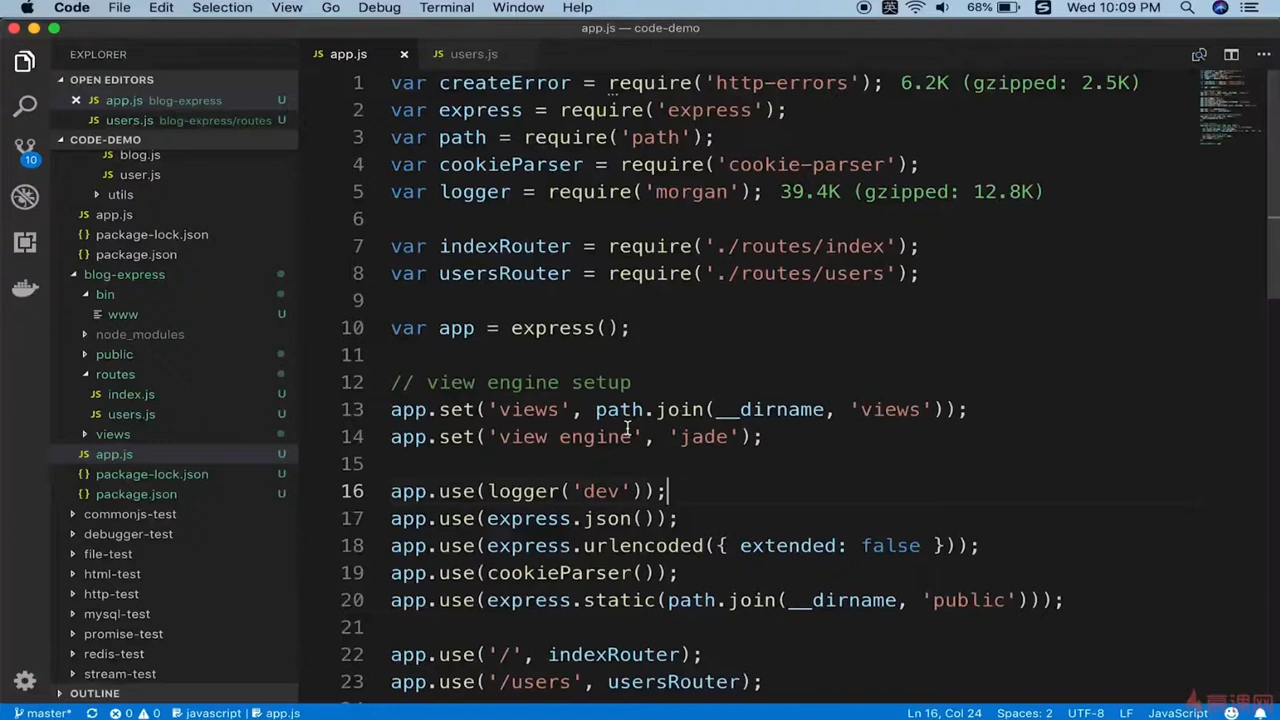 Code File Edit Selection View Go Debug Terminal Window Help 英 68% S Wed 10:09 PM
app.js — code-demo
EXPLORER
OPEN EDITORS
app.js blog-express U
users.js blog-express/routes U
CODE-DEMO
blog.js
user.js
utils
app.js
package-lock.json
package.json
blog-express
bin
www U
node_modules
public
routes
index.js U
users.js U
views
app.js U
package-lock.json U
package.json U
commonjs-test
debugger-test
file-test
html-test
http-test
mysql-test
promise-test
redis-test
stream-test
OUTLINE
10
app.js
users.js
1 var createError = require('http-errors'); 6.2K (gzipped: 2.5K)
2 var express = require('express');
3 var path = require('path');
4 var cookieParser = require('cookie-parser');
5 var logger = require('morgan'); 39.4K (gzipped: 12.8K)
6
7 var indexRouter = require('./routes/index');
8 var usersRouter = require('./routes/users');
9
10 var app = express();
11
12 // view engine setup
13 app.set('views', path.join(__dirname, 'views'));
14 app.set('view engine', 'jade');
15
16 app.use(logger('dev'));
17 app.use(express.json());
18 app.use(express.urlencoded({ extended: false }));
19 app.use(cookieParser());
20 app.use(express.static(path.join(__dirname, 'public')));
21
22 app.use('/', indexRouter);
23 app.use('/users', usersRouter);
master* 0 0 javascript app.js Ln 16, Col 24 Spaces: 2 UTF-8 LF JavaScript